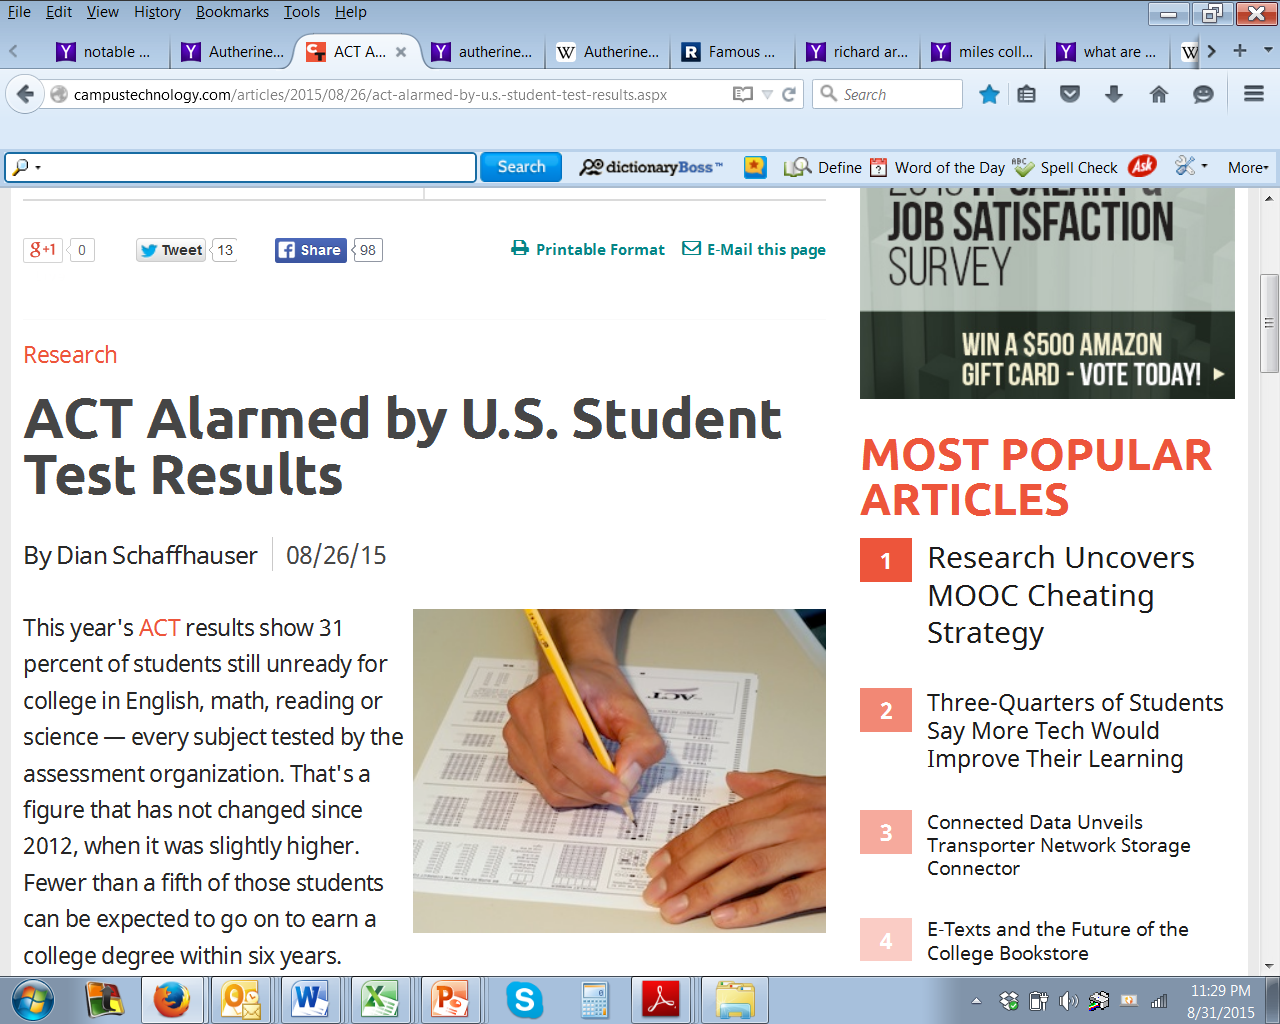 File Edit View History Bookmarks Tools Help
notable ... Autherine... ACT A... autherine... Autherine... Famous ... richard ar... miles coll... what are ...
campustechnology.com/articles/2015/08/26/act-alarmed-by-u.s.-student-test-results.aspx Search
Search dictionaryBoss™ Define Word of the Day Spell Check Ask More
g+1 0 Tweet 13 Share 98 Printable Format E-Mail this page
Research
ACT Alarmed by U.S. Student
Test Results
By Dian Schaffhauser 08/26/15
This year's ACT results show 31
percent of students still unready for
college in English, math, reading or
science — every subject tested by the
assessment organization. That's a
figure that has not changed since
2012, when it was slightly higher.
Fewer than a fifth of those students
can be expected to go on to earn a
college degree within six years.
ACT
SALARY &
JOB SATISFACTION
SURVEY
WIN A $500 AMAZON
GIFT CARD - VOTE TODAY!
MOST POPULAR
ARTICLES
1 Research Uncovers
MOOC Cheating
Strategy
2 Three-Quarters of Students
Say More Tech Would
Improve Their Learning
3 Connected Data Unveils
Transporter Network Storage
Connector
4 E-Texts and the Future of the
College Bookstore
11:29 PM
8/31/2015